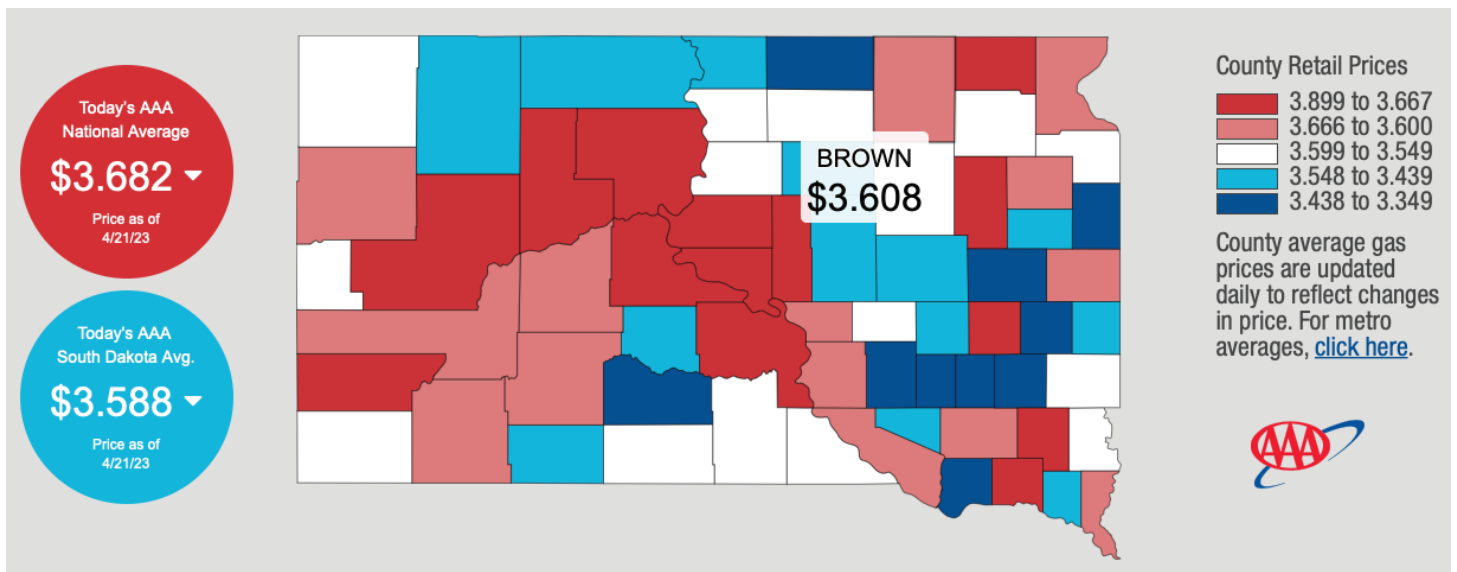 Today's AAA
National Average
$3.682
Price as of
4/21/23
Today's AAA
South Dakota Avg.
$3.588
Price as of
4/21/23
BROWN
$3.608
County Retail Prices
3.899 to 3.667
3.666 to 3.600
3.599 to 3.549
3.548 to 3.439
3.438 to 3.349
County average gas
prices are updated
daily to reflect changes
in price. For metro
averages, click here.
AAA